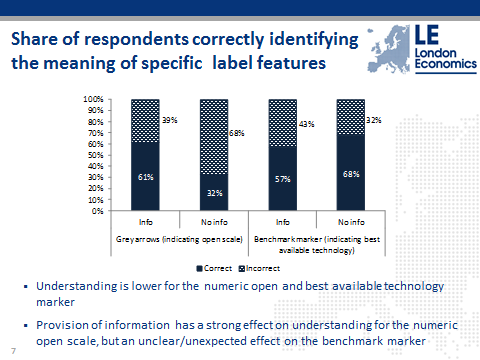 Share of respondents correctly identifying
the meaning of specific label features
LE
London
Economics
100%
90%
80%
70%
60%
50%
40%
30%
20%
10%
0%
39%
61%
68%
32%
43%
57%
32%
68%
Info
No info
Info
No info
Grey arrows (indicating open scale)
Benchmark marker (indicating best
available technology)
Correct
Incorrect
Understanding is lower for the numeric open and best available technology
marker
Provision of information has a strong effect on understanding for the numeric
open scale, but an unclear/unexpected effect on the benchmark marker
7